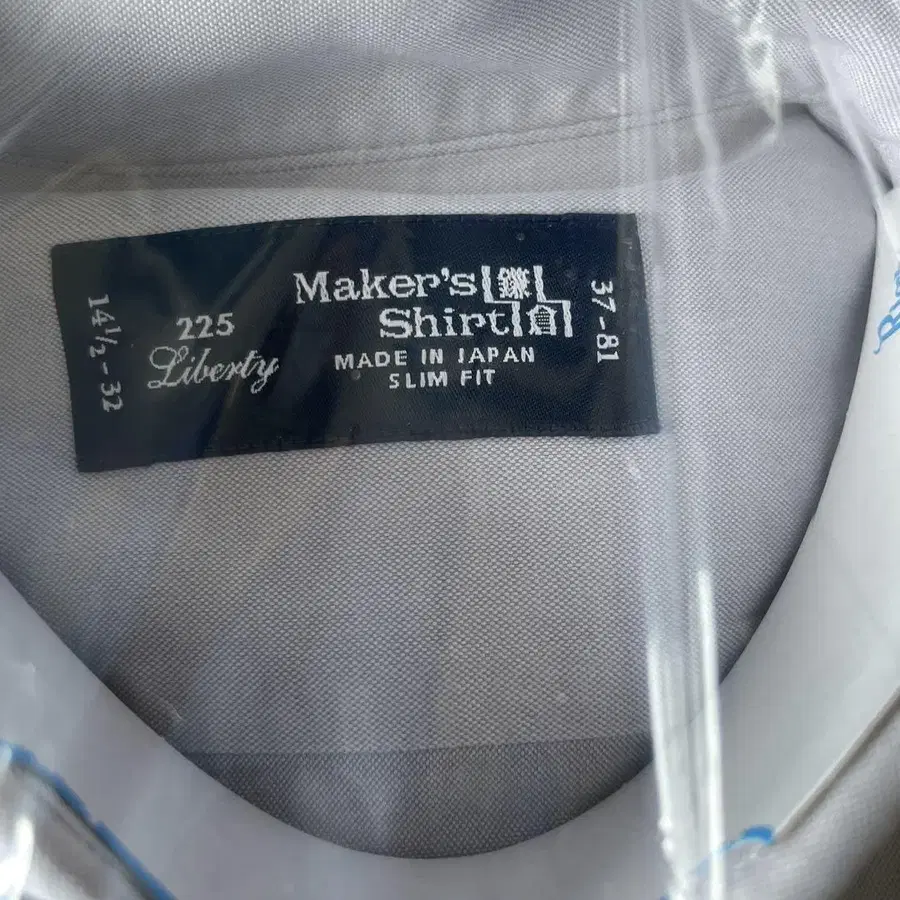 14½-32
225
Liberty
Maker's 鎌
Shirt 倉
MADE IN JAPAN
SLIM FIT
37-81